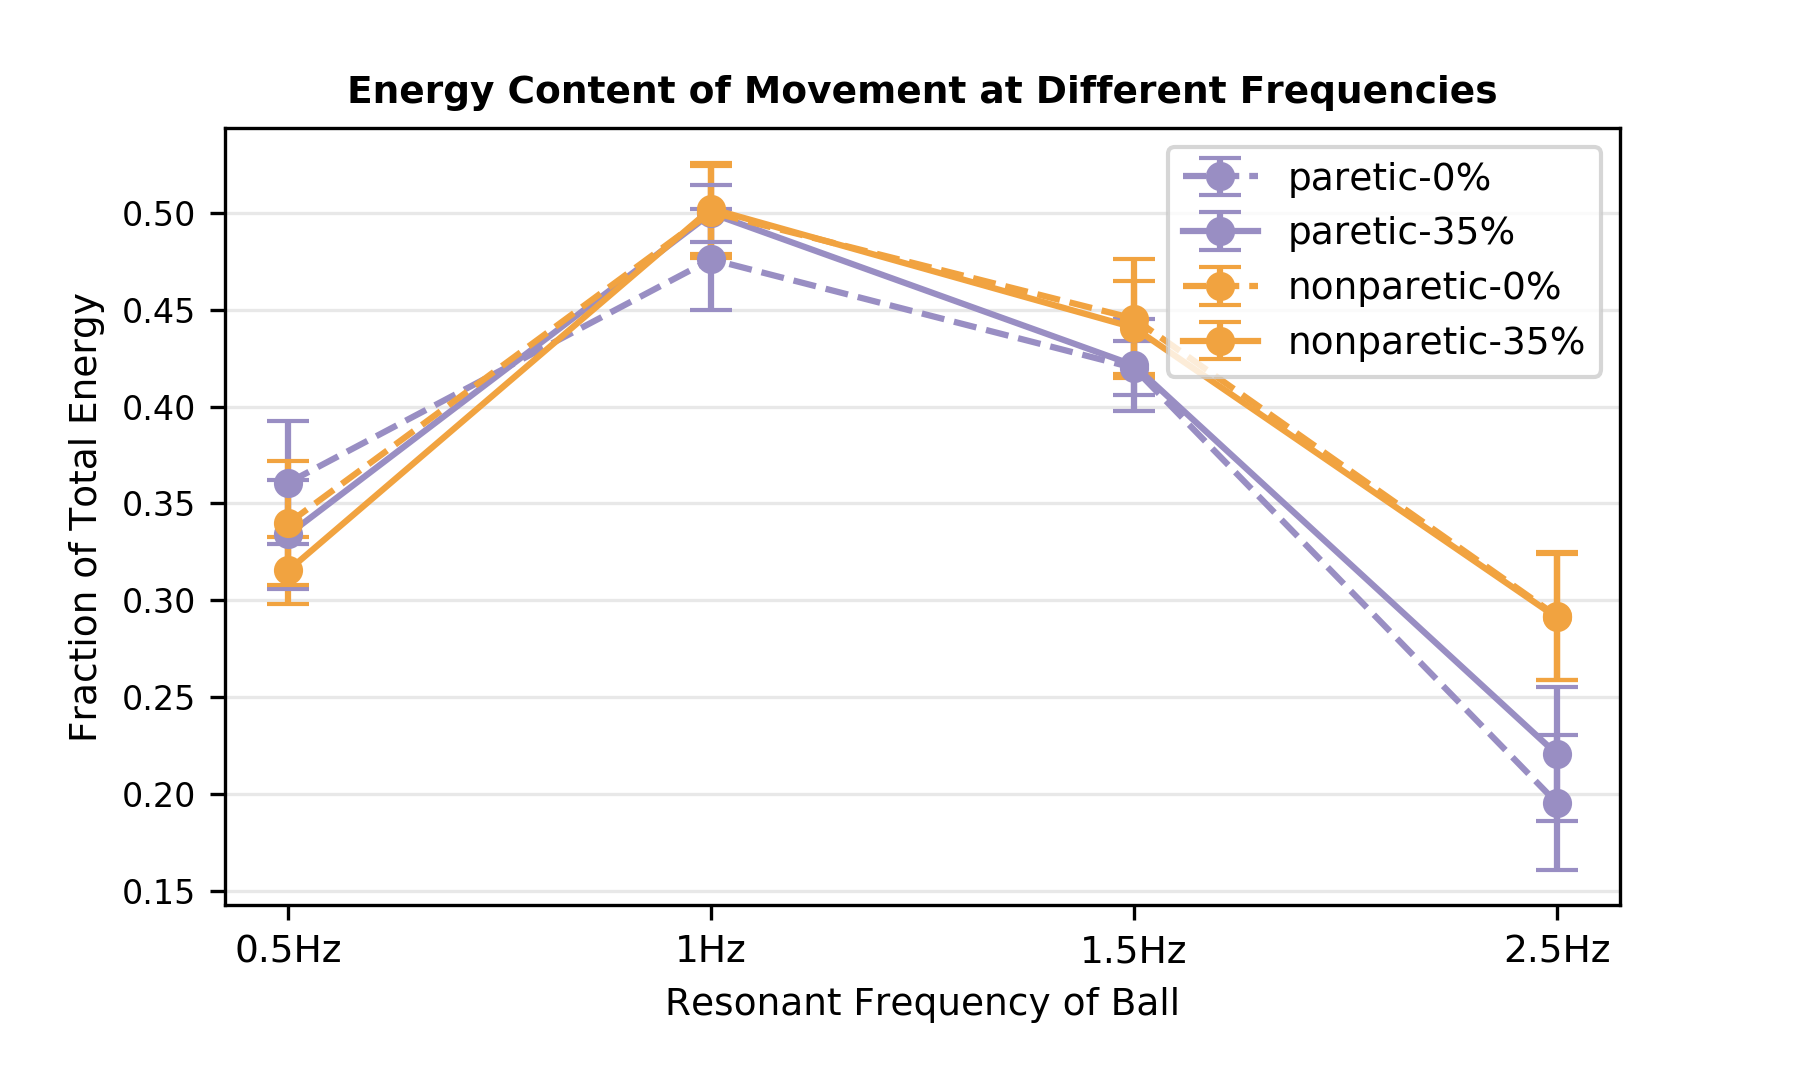 Energy Content of Movement at Different Frequencies
paretic-0%
paretic-35%
nonparetic-0%
nonparetic-35%
Fraction of Total Energy
0.50
0.45
0.40
0.35
0.30
0.25
0.20
0.15
0.5Hz 1Hz 1.5Hz 2.5Hz
Resonant Frequency of Ball